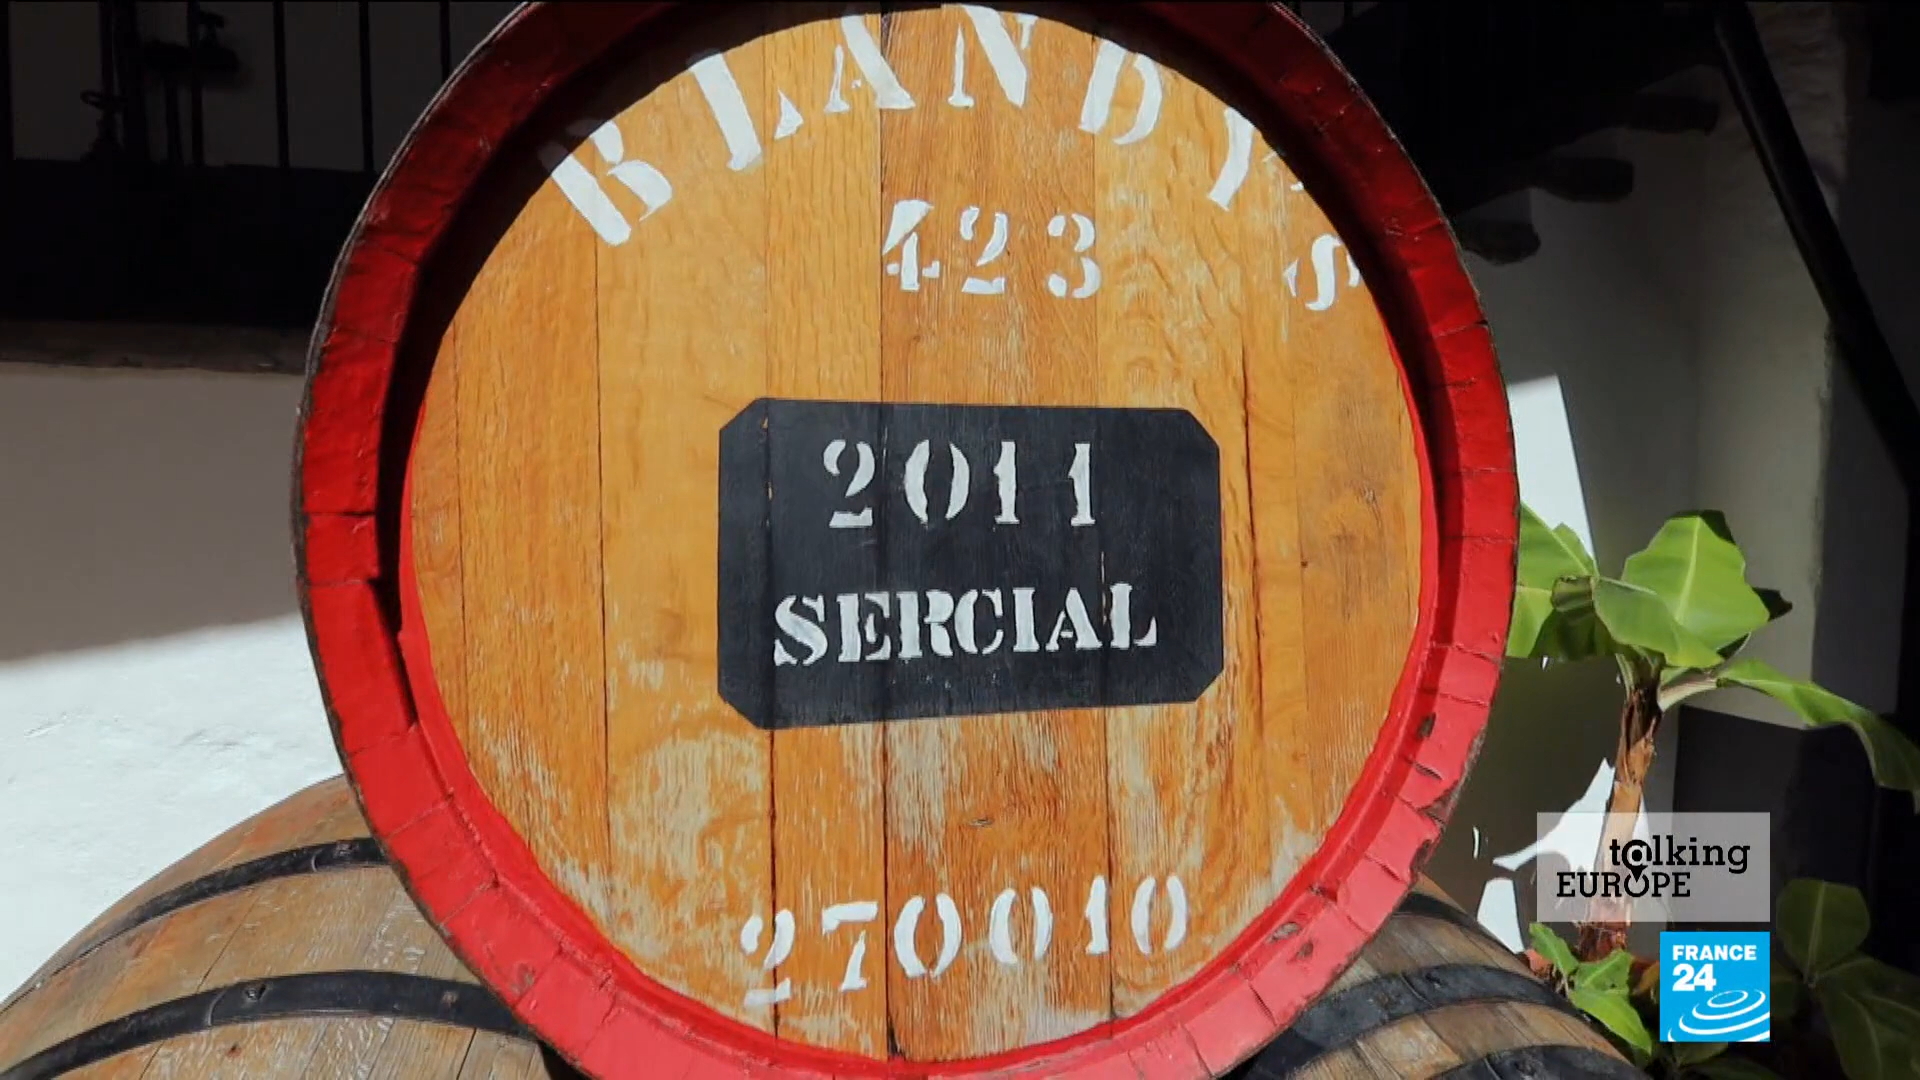 BLANDY'S
423
2011
SERCIAL
270010
talking
EUROPE
FRANCE
24